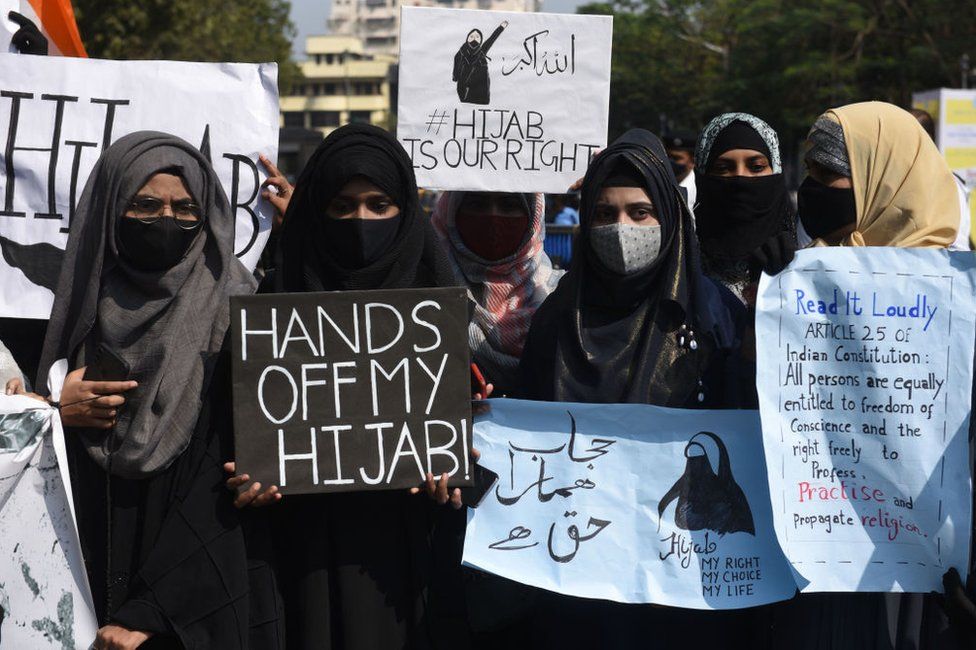 HIJAB
الله اکبر
#HIJAB
IS OUR RIGHT
HANDS
OFF MY
HIJAB!
حجاب
ہمارا
حق ہے
Hijab
MY RIGHT
MY CHOICE
MY LIFE
Read It Loudly
ARTICLE 25 Of
Indian Constitution:
All persons are equally
entitled to freedom of
Conscience and the
right freely to
Profess,
Practise and
propagate religion.